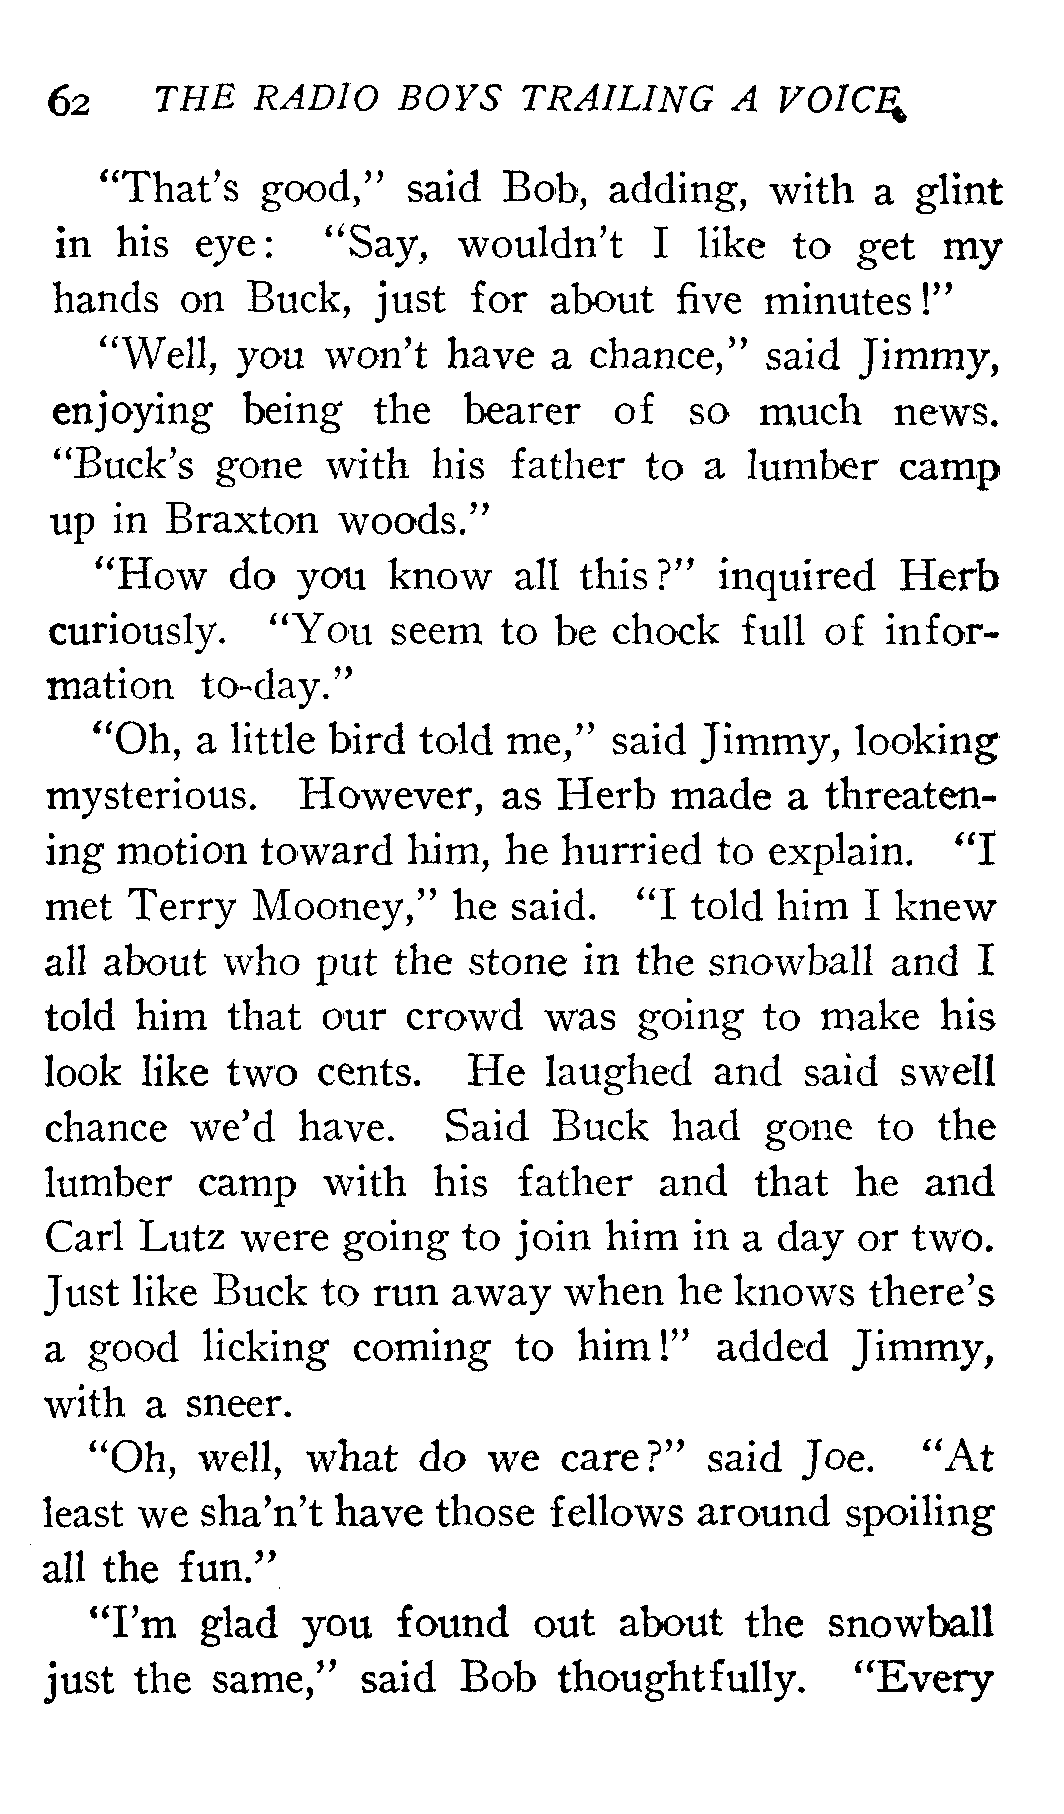 62 THE RADIO BOYS TRAILING A VOICE
"That's good," said Bob, adding, with a glint
in his eye: "Say, wouldn't I like to get my
hands on Buck, just for about five minutes!"
"Well, you won't have a chance," said Jimmy,
enjoying being the bearer of so much news.
"Buck's gone with his father to a lumber camp
up in Braxton woods."
"How do you know all this?" inquired Herb
curiously. "You seem to be chock full of infor-
mation to-day."
"Oh, a little bird told me," said Jimmy, looking
mysterious. However, as Herb made a threaten-
ing motion toward him, he hurried to explain. "I
met Terry Mooney," he said. "I told him I knew
all about who put the stone in the snowball and I
told him that our crowd was going to make his
look like two cents. He laughed and said swell
chance we'd have. Said Buck had gone to the
lumber camp with his father and that he and
Carl Lutz were going to join him in a day or two.
Just like Buck to run away when he knows there's
a good licking coming to him!" added Jimmy,
with a sneer.
"Oh, well, what do we care?" said Joe. "At
least we sha'n't have those fellows around spoiling
all the fun."
"I'm glad you found out about the snowball
just the same," said Bob thoughtfully. "Every